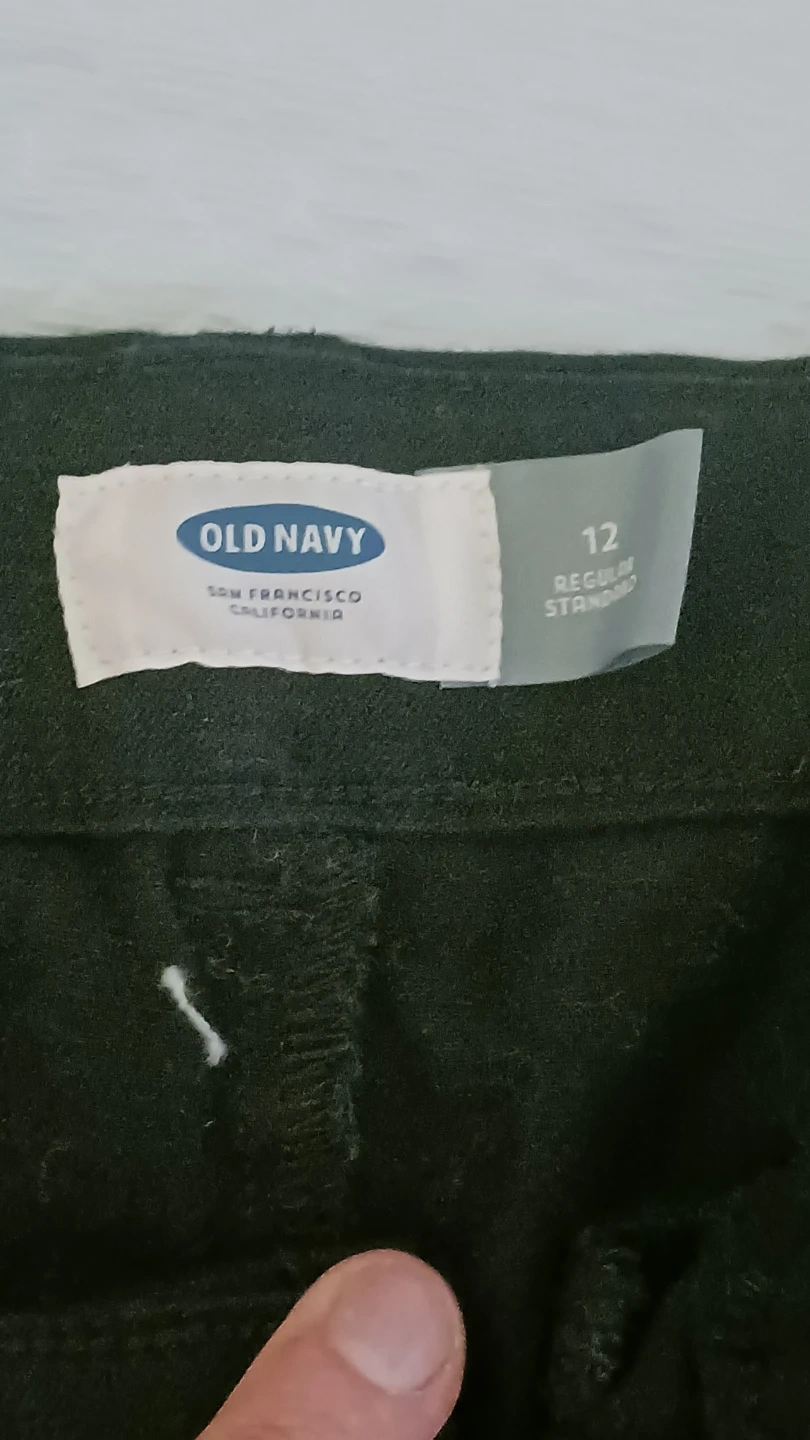 OLD NAVY
SAN FRANCISCO
CALIFORNIA
12
REGULAR
STANDARD